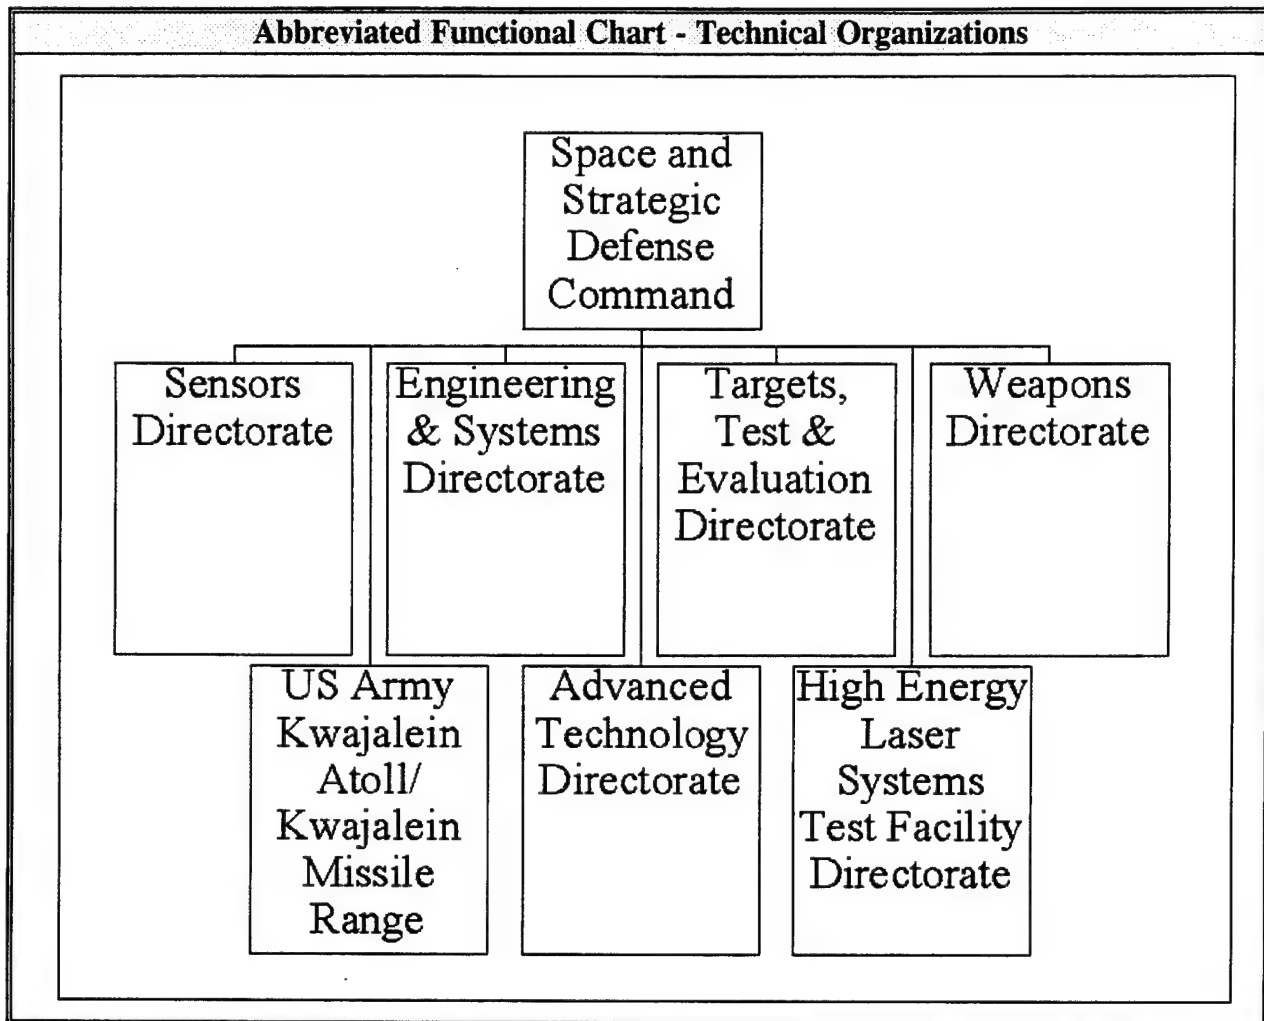 Abbreviated Functional Chart - Technical Organizations
Space and
Strategic
Defense
Command
Sensors
Directorate
Engineering
& Systems
Directorate
Targets,
Test &
Evaluation
Directorate
Weapons
Directorate
US Army
Kwajalein
Atoll/
Kwajalein
Missile
Range
Advanced
Technology
Directorate
High Energy
Laser
Systems
Test Facility
Directorate